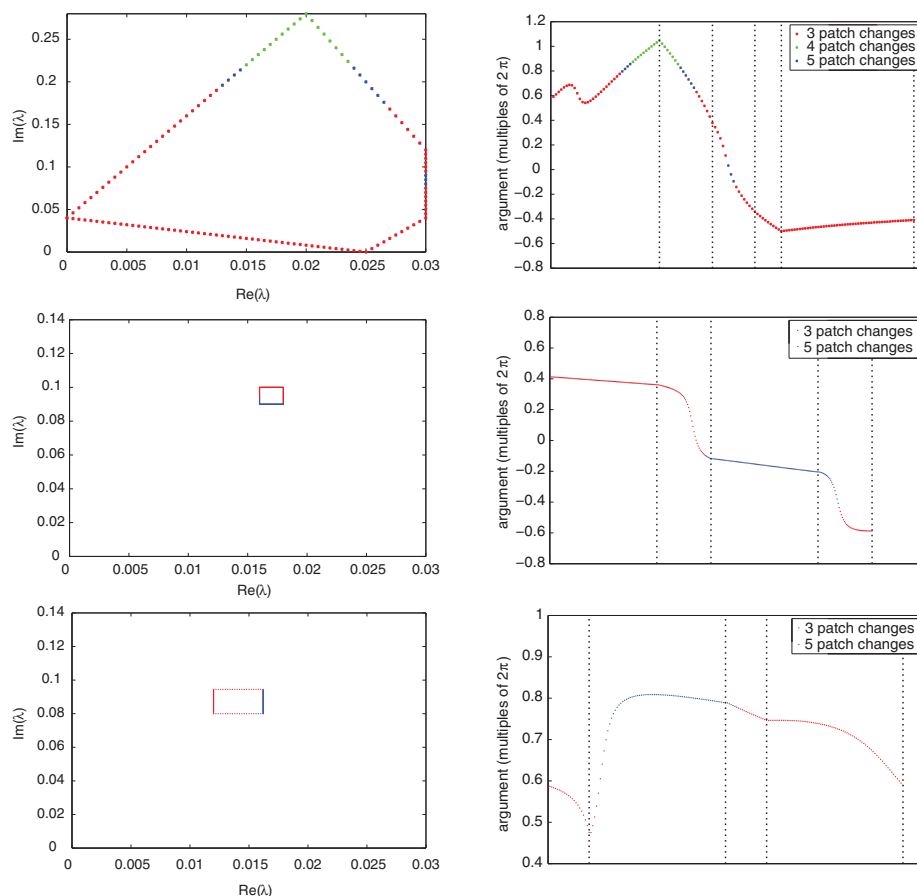 0.25
0.2
0.15
0.1
0.05
0
Im(λ)
0 0.005 0.01 0.015 0.02 0.025 0.03
Re(λ)
1.2
1
0.8
0.6
0.4
0.2
0
−0.2
−0.4
−0.6
−0.8
argument (multiples of 2π)
3 patch changes
4 patch changes
5 patch changes
0.14
0.12
0.1
0.08
0.06
0.04
0.02
0
Im(λ)
0 0.005 0.01 0.015 0.02 0.025 0.03
Re(λ)
0.8
0.6
0.4
0.2
0
−0.2
−0.4
−0.6
−0.8
argument (multiples of 2π)
3 patch changes
5 patch changes
0.14
0.12
0.1
0.08
0.06
0.04
0.02
0
Im(λ)
0 0.005 0.01 0.015 0.02 0.025 0.03
Re(λ)
1
0.9
0.8
0.7
0.6
0.5
0.4
argument (multiples of 2π)
3 patch changes
5 patch changes